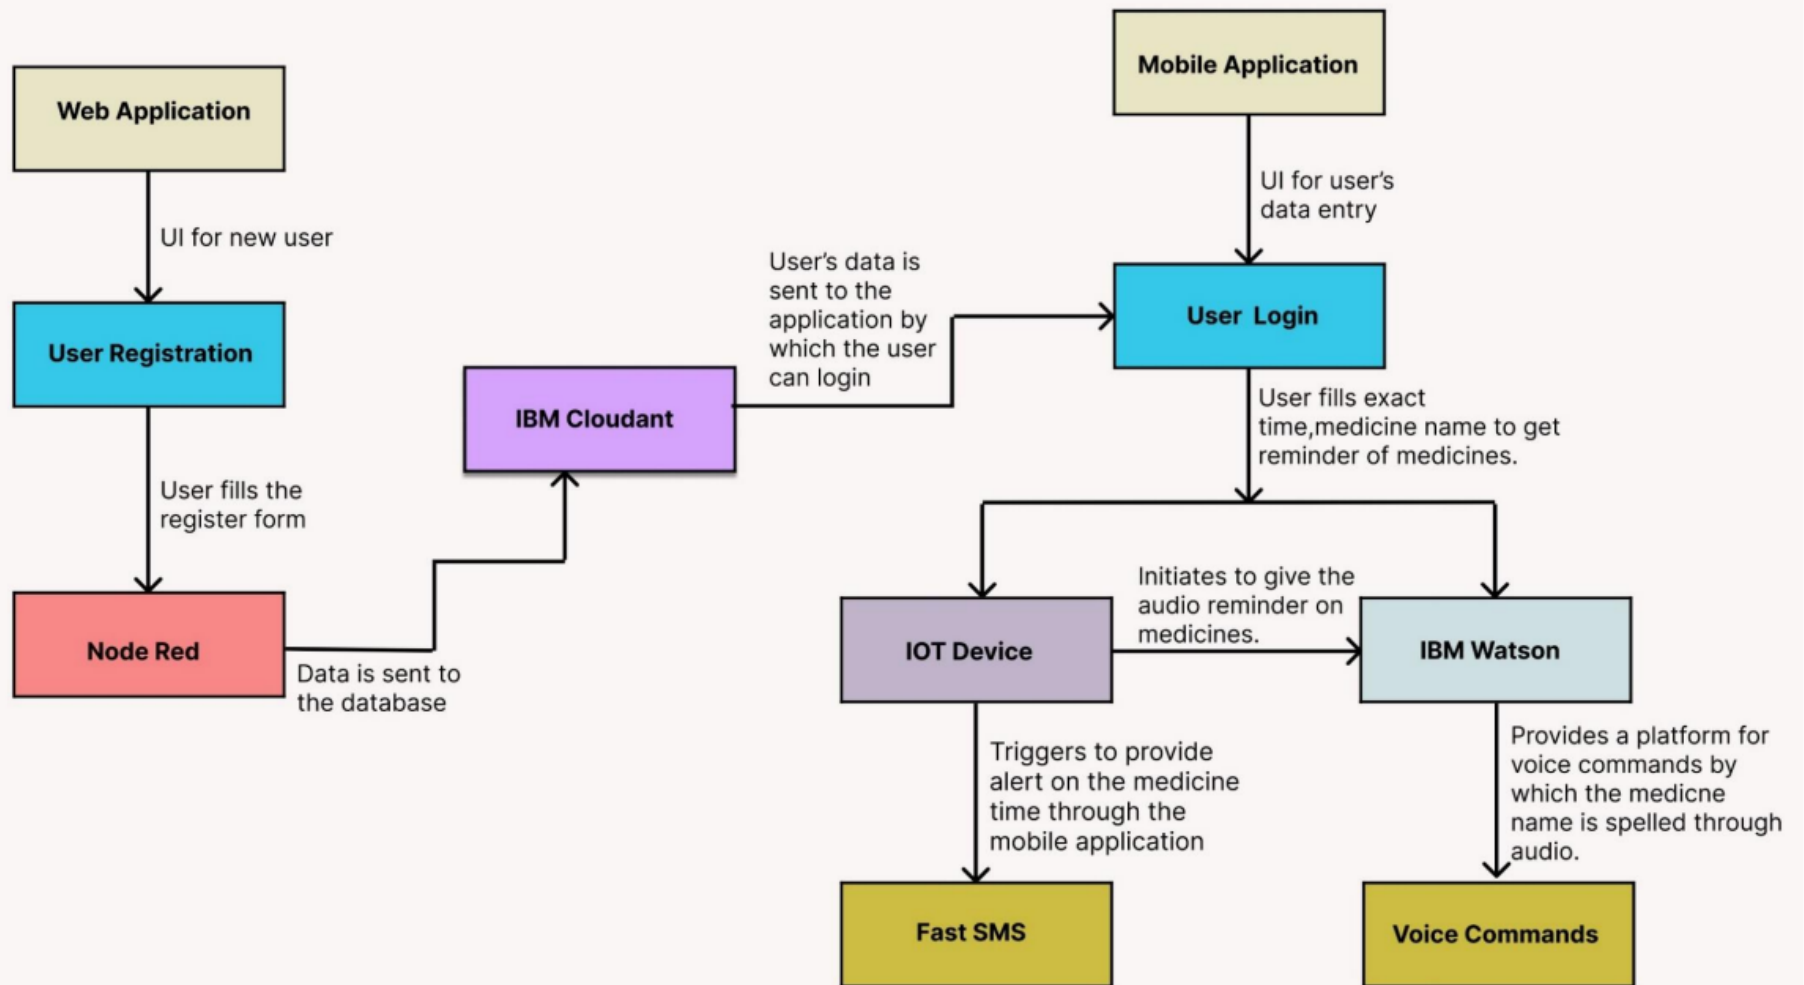 Web Application
UI for new user
User Registration
User fills the
register form
Node Red
Data is sent to
the database
IBM Cloudant
User’s data is
sent to the
application by
which the user
can login
Mobile Application
UI for user’s
data entry
User Login
User fills exact
time,medicine name to get
reminder of medicines.
IOT Device
Initiates to give the
audio reminder on
medicines.
IBM Watson
Triggers to provide
alert on the medicine
time through the
mobile application
Provides a platform for
voice commands by
which the medicne
name is spelled through
audio.
Fast SMS
Voice Commands